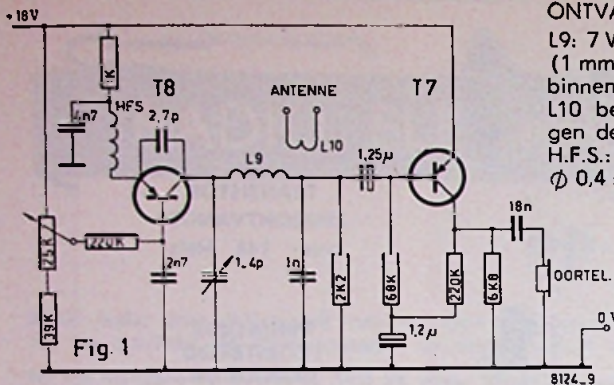 +18V
1K
T8
4n7
HFS
2,7p
ANTENNE
L10
T7
L9
1,25µ
25K
220K
2n7
1-4p
1n
2K2
68K
220K
6K8
18n
OORTEL.
39K
1,2µ
0 V
Fig. 1
8124_9
ONTVA
L9: 7 V
(1 mm
binnen
L10 be
gen de
H.F.S.:
φ 0,4